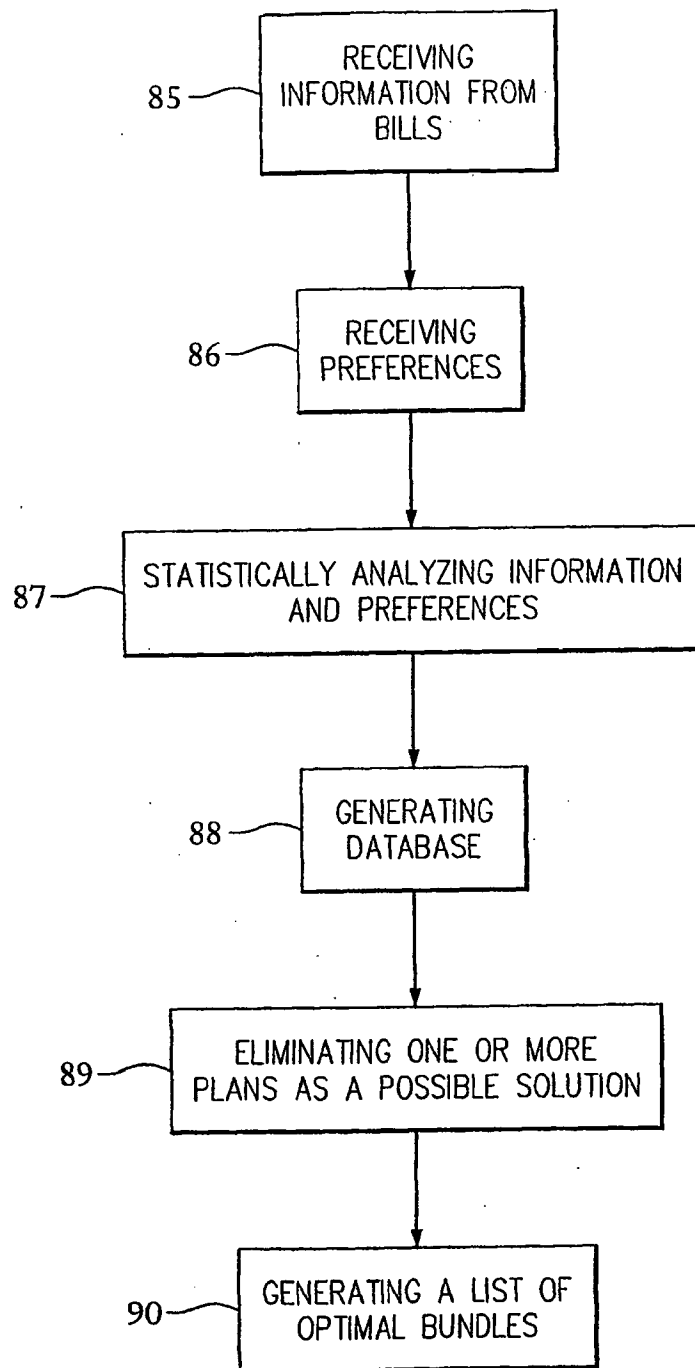 85
RECEIVING
INFORMATION FROM
BILLS
86
RECEIVING
PREFERENCES
87
STATISTICALLY ANALYZING INFORMATION
AND PREFERENCES
88
GENERATING
DATABASE
89
ELIMINATING ONE OR MORE
PLANS AS A POSSIBLE SOLUTION
90
GENERATING A LIST OF
OPTIMAL BUNDLES